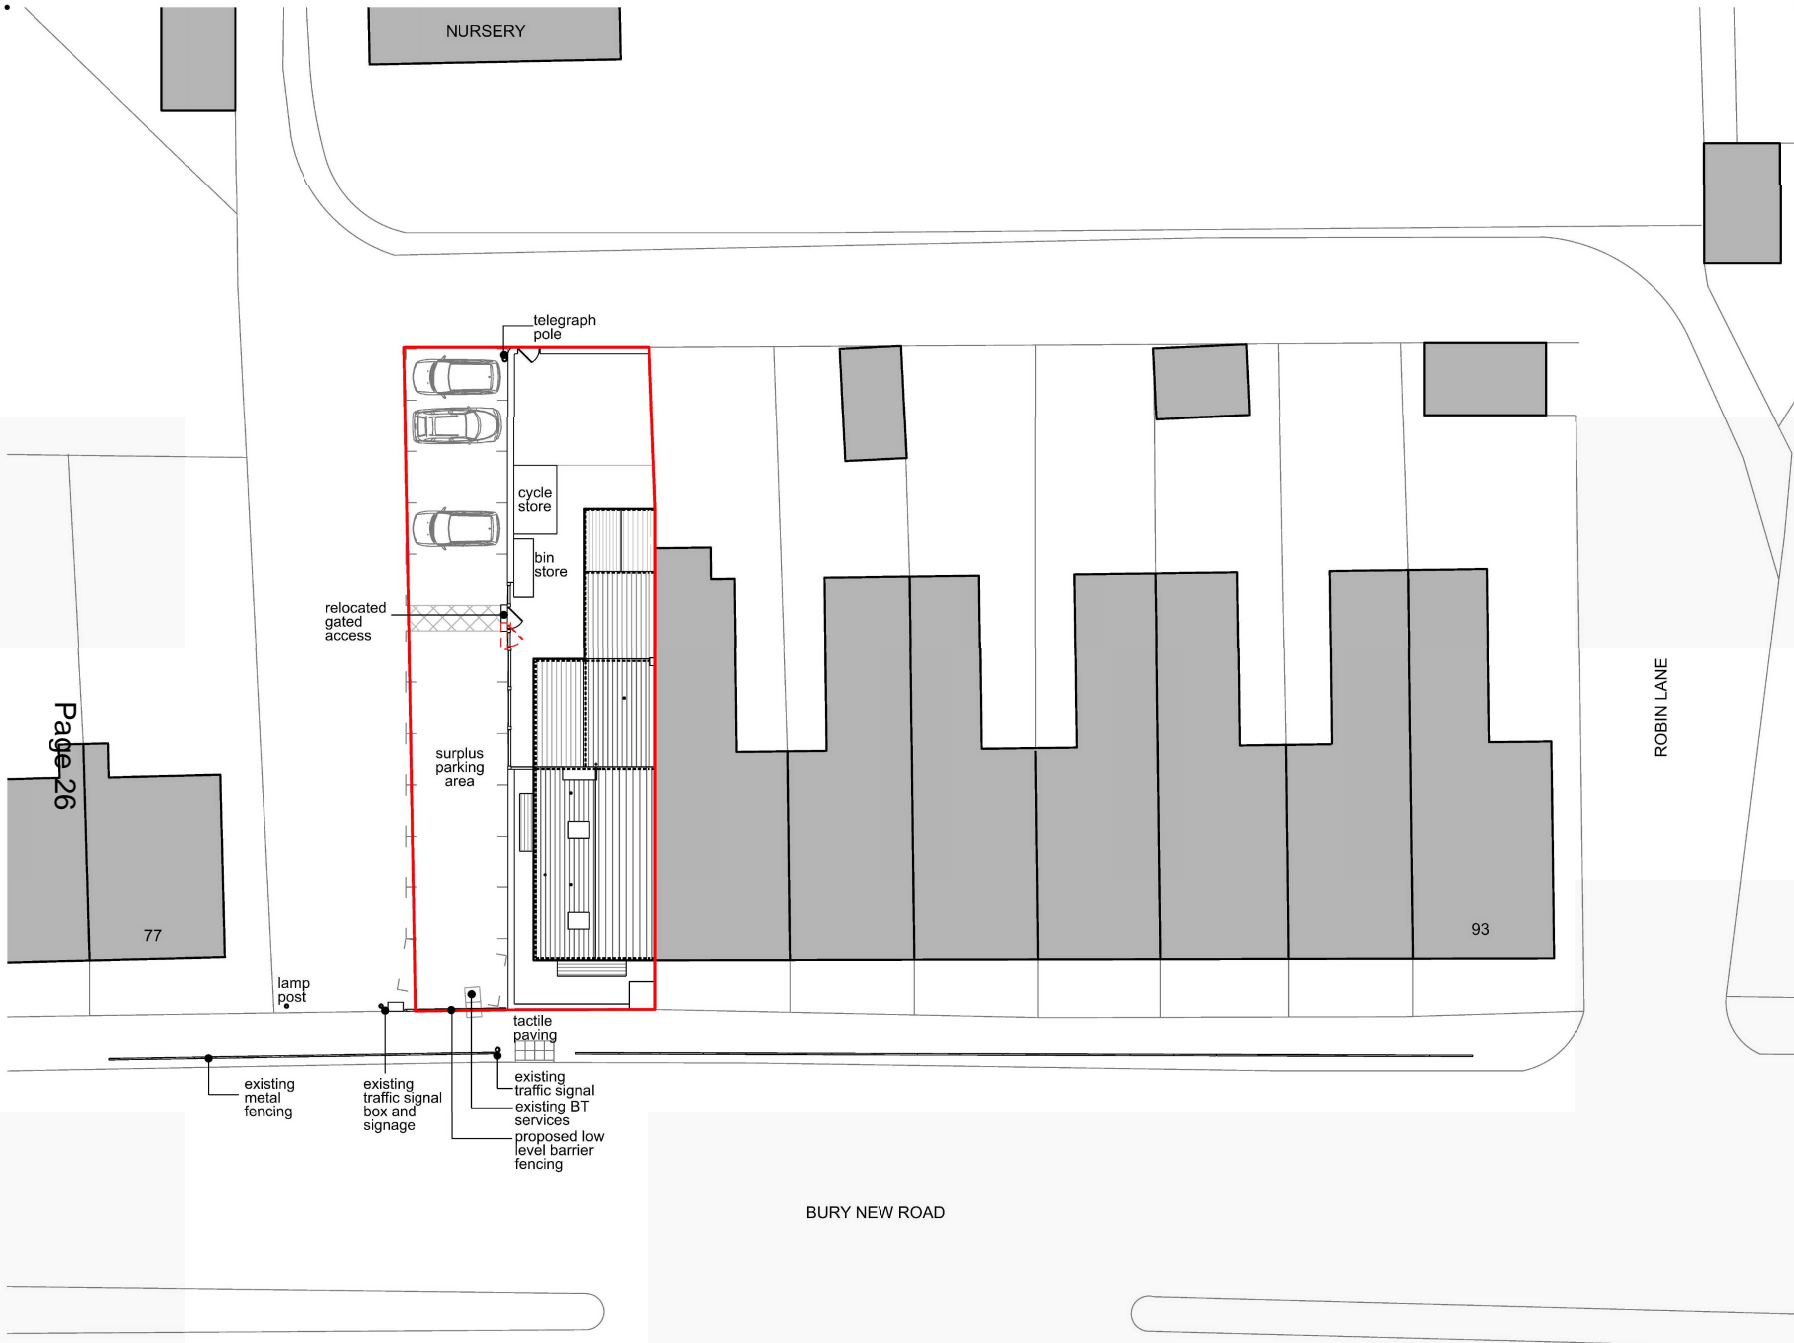 NURSERY
telegraph
pole
cycle
store
bin
store
relocated
gated
access
ROBIN LANE
Page 26
surplus
parking
area
77
93
lamp
post
tactile
paving
existing
metal
fencing
existing
traffic signal
box and
signage
existing
traffic signal
existing BT
services
proposed low
level barrier
fencing
BURY NEW ROAD